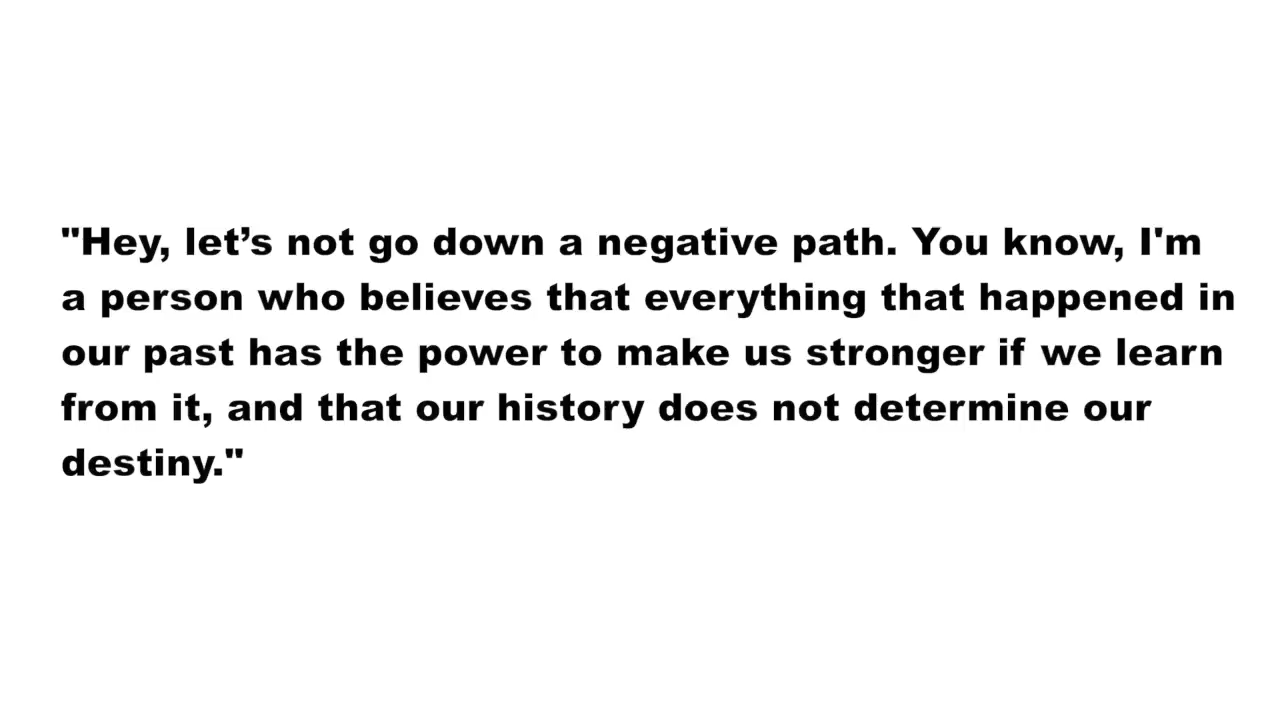 "Hey, let’s not go down a negative path. You know, I'm
a person who believes that everything that happened in
our past has the power to make us stronger if we learn
from it, and that our history does not determine our
destiny."